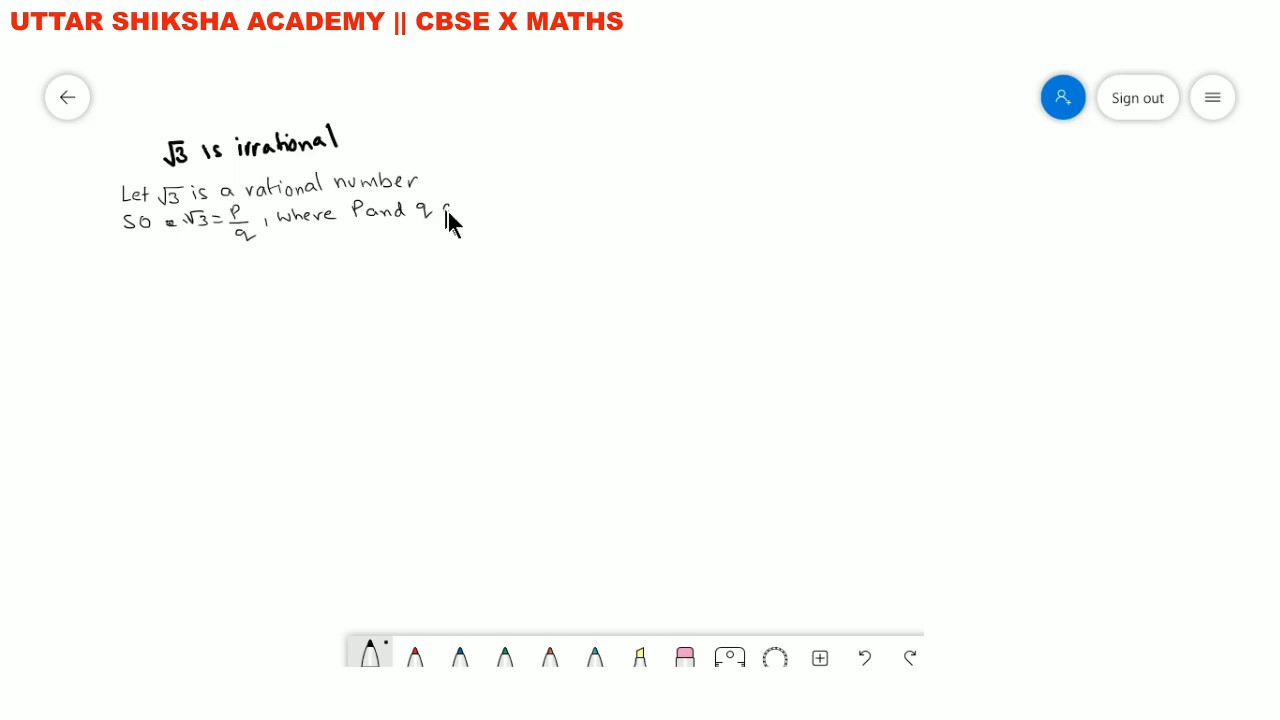 UTTAR SHIKSHA ACADEMY || CBSE X MATHS
Sign out
√3 is irrational
Let √3 is a rational number
SO √3 = P/q, where P and q